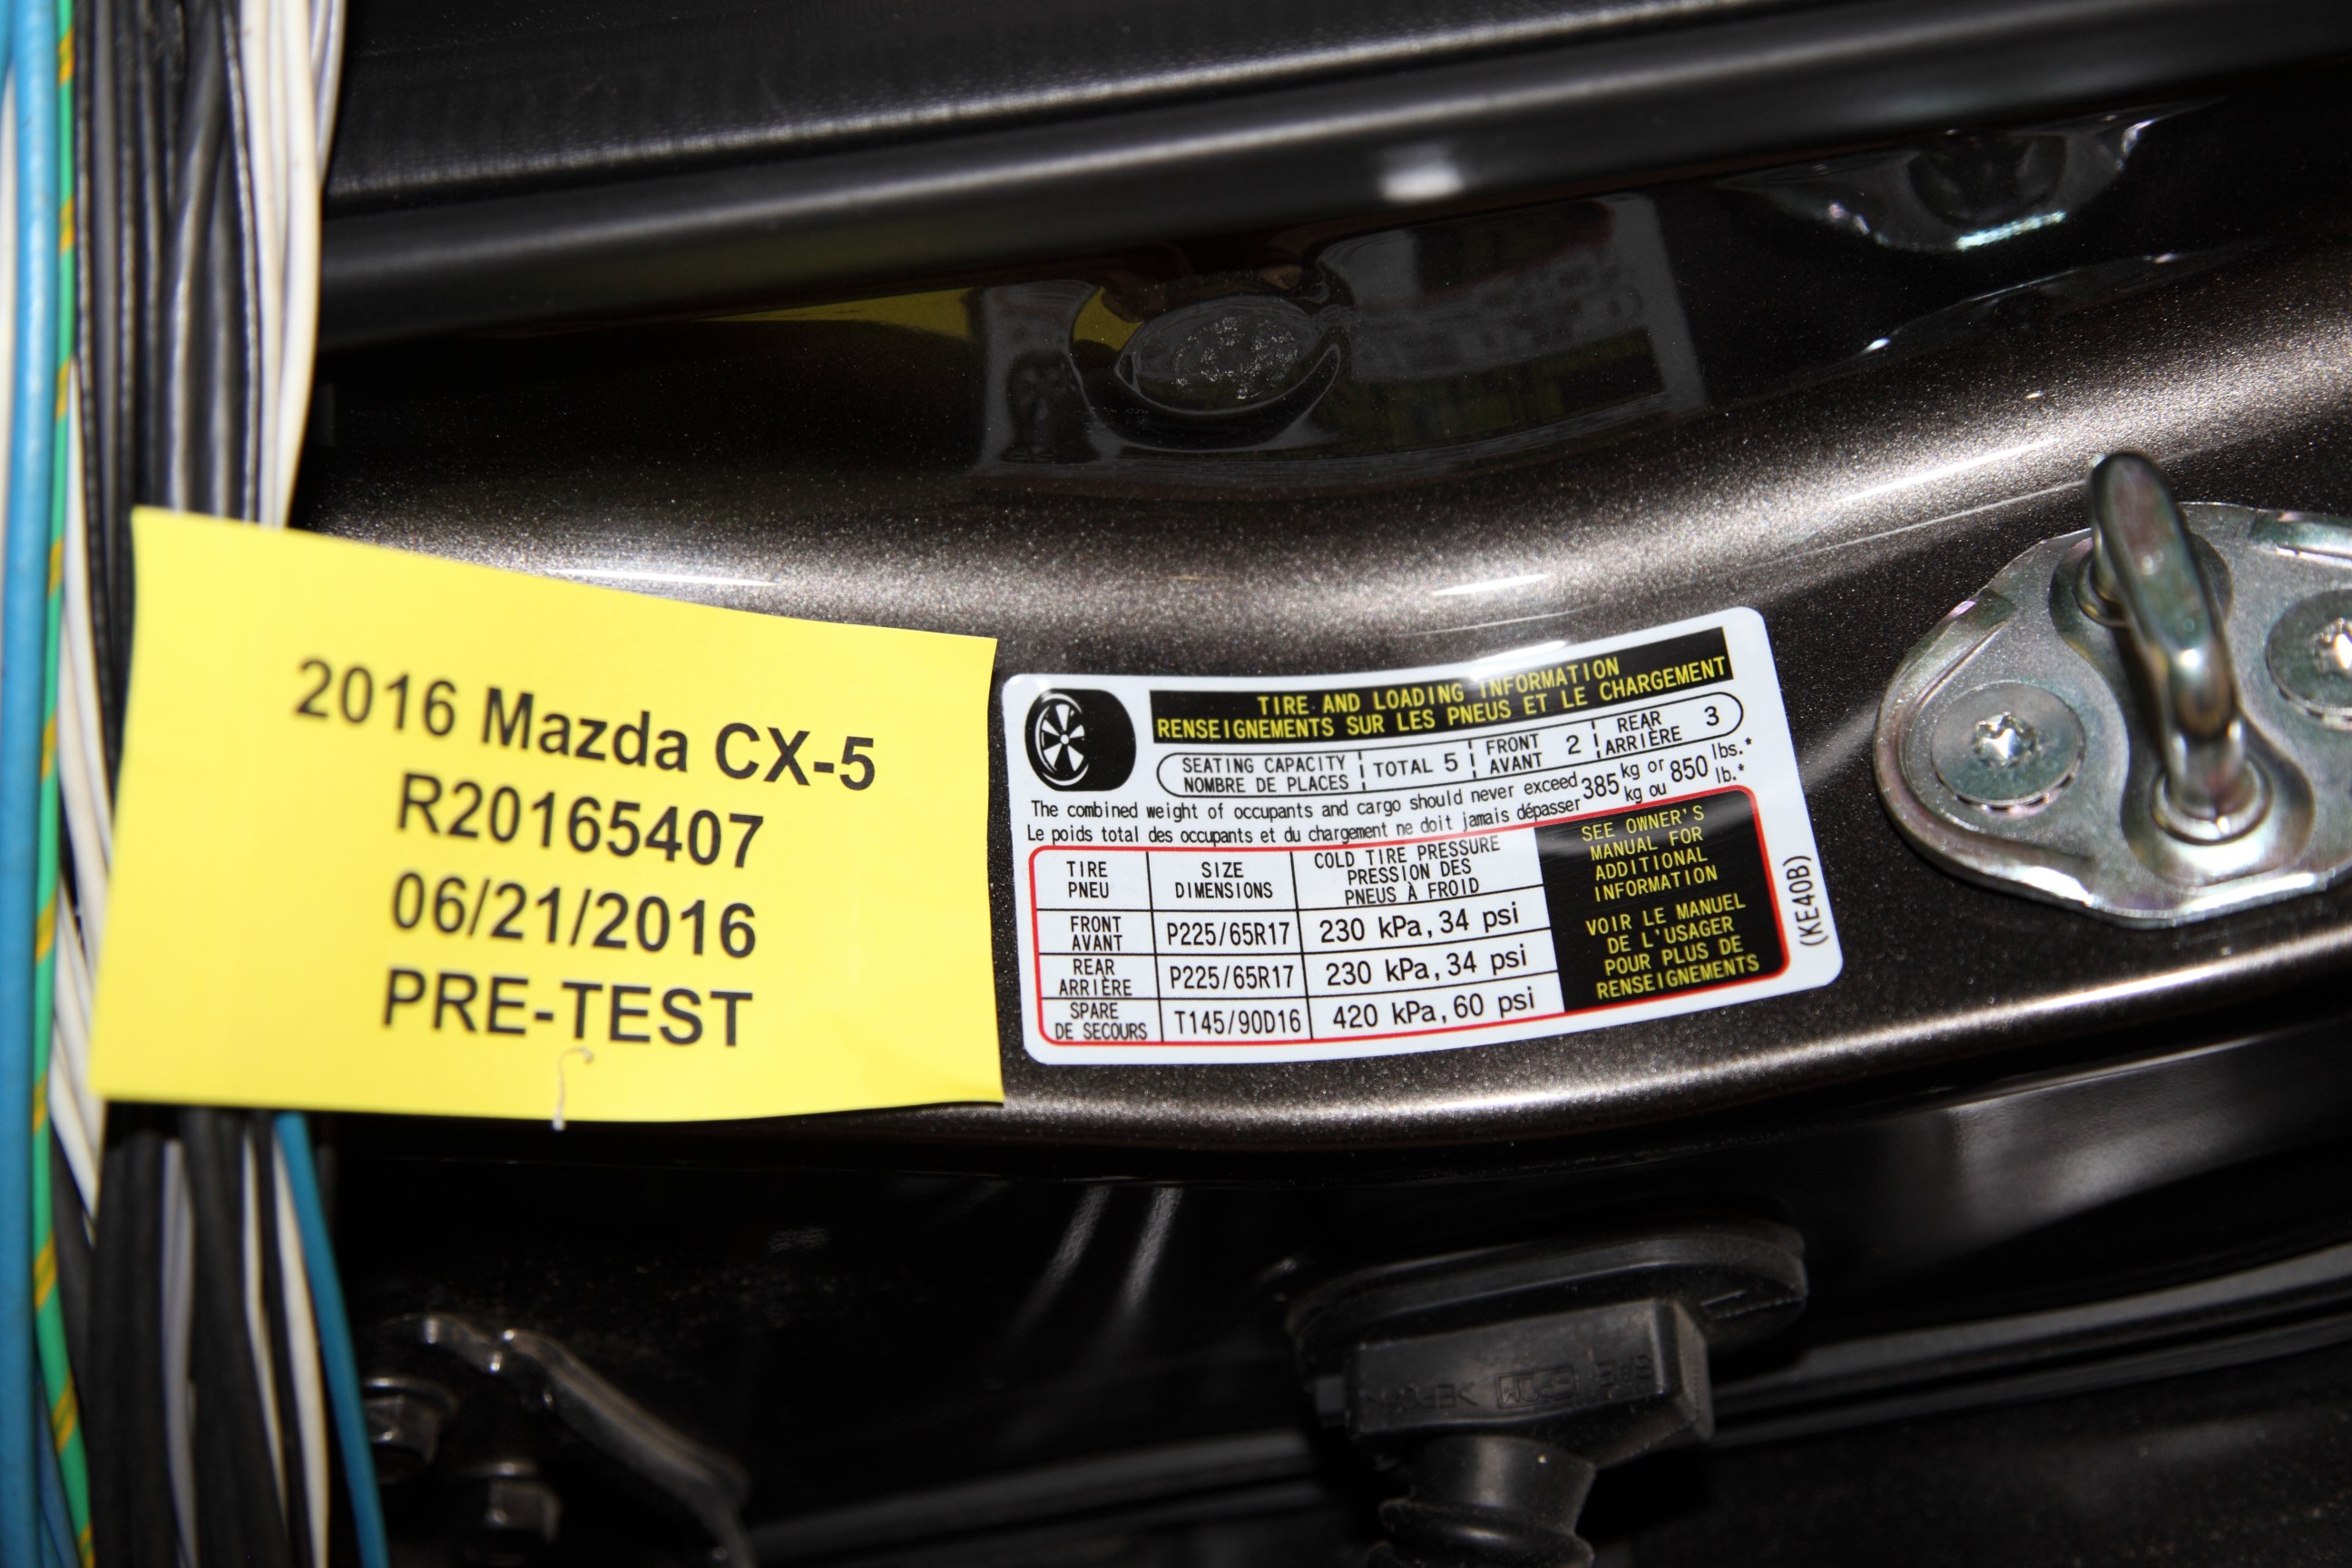 2016 Mazda CX-5
R20165407
06/21/2016
PRE-TEST
TIRE AND LOADING INFORMATION
RENSEIGNEMENTS SUR LES PNEUS ET LE CHARGEMENT
SEATING CAPACITY
NOMBRE DE PLACES
TOTAL 5
FRONT
AVANT
2
REAR
ARRIÈRE
3
The combined weight of occupants and cargo should never exceed 385 kg or 850 lbs.*
Le poids total des occupants et du chargement ne doit jamais dépasser kg ou lb.*
TIRE
PNEU
SIZE
DIMENSIONS
COLD TIRE PRESSURE
PRESSION DES
PNEUS À FROID
FRONT
AVANT
P225/65R17
230 kPa, 34 psi
REAR
ARRIÈRE
P225/65R17
230 kPa, 34 psi
SPARE
DE SECOURS
T145/90D16
420 kPa, 60 psi
SEE OWNER'S
MANUAL FOR
ADDITIONAL
INFORMATION
VOIR LE MANUEL
DE L'USAGER
POUR PLUS DE
RENSEIGNEMENTS
(KE40B)